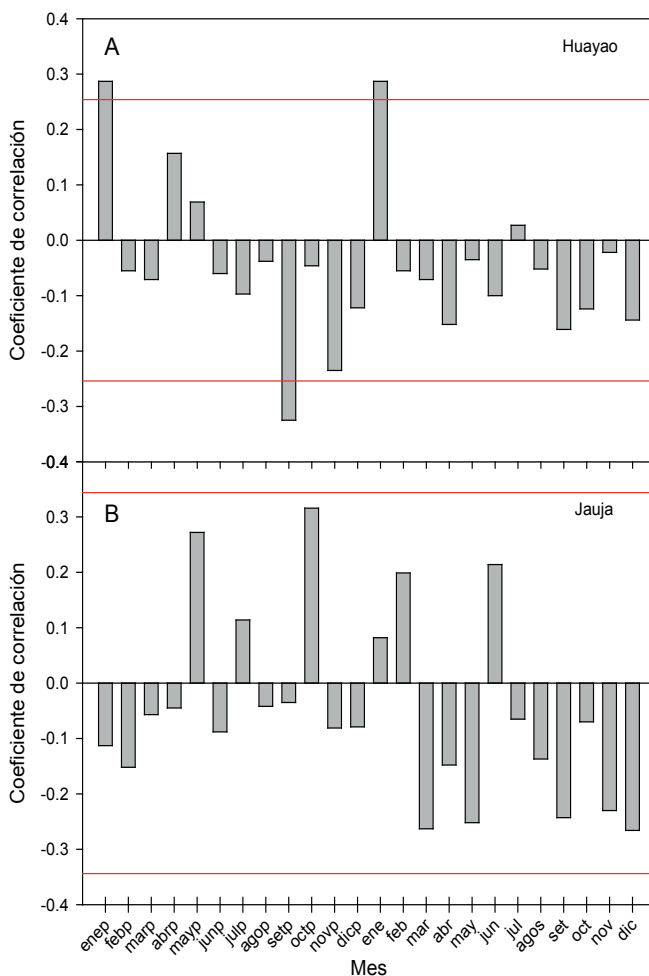 0.4
A
Huayao
0.3
0.2
0.1
0.0
-0.1
-0.2
-0.3
-0.4
Coeficiente de correlación
B
Jauja
0.3
0.2
0.1
0.0
-0.1
-0.2
-0.3
-0.4
Coeficiente de correlación
enep
febp
marp
abrp
mayp
junp
julp
agop
setp
octp
novp
dicp
ene
feb
mar
abr
may
jun
jul
agos
set
oct
nov
dic
Mes